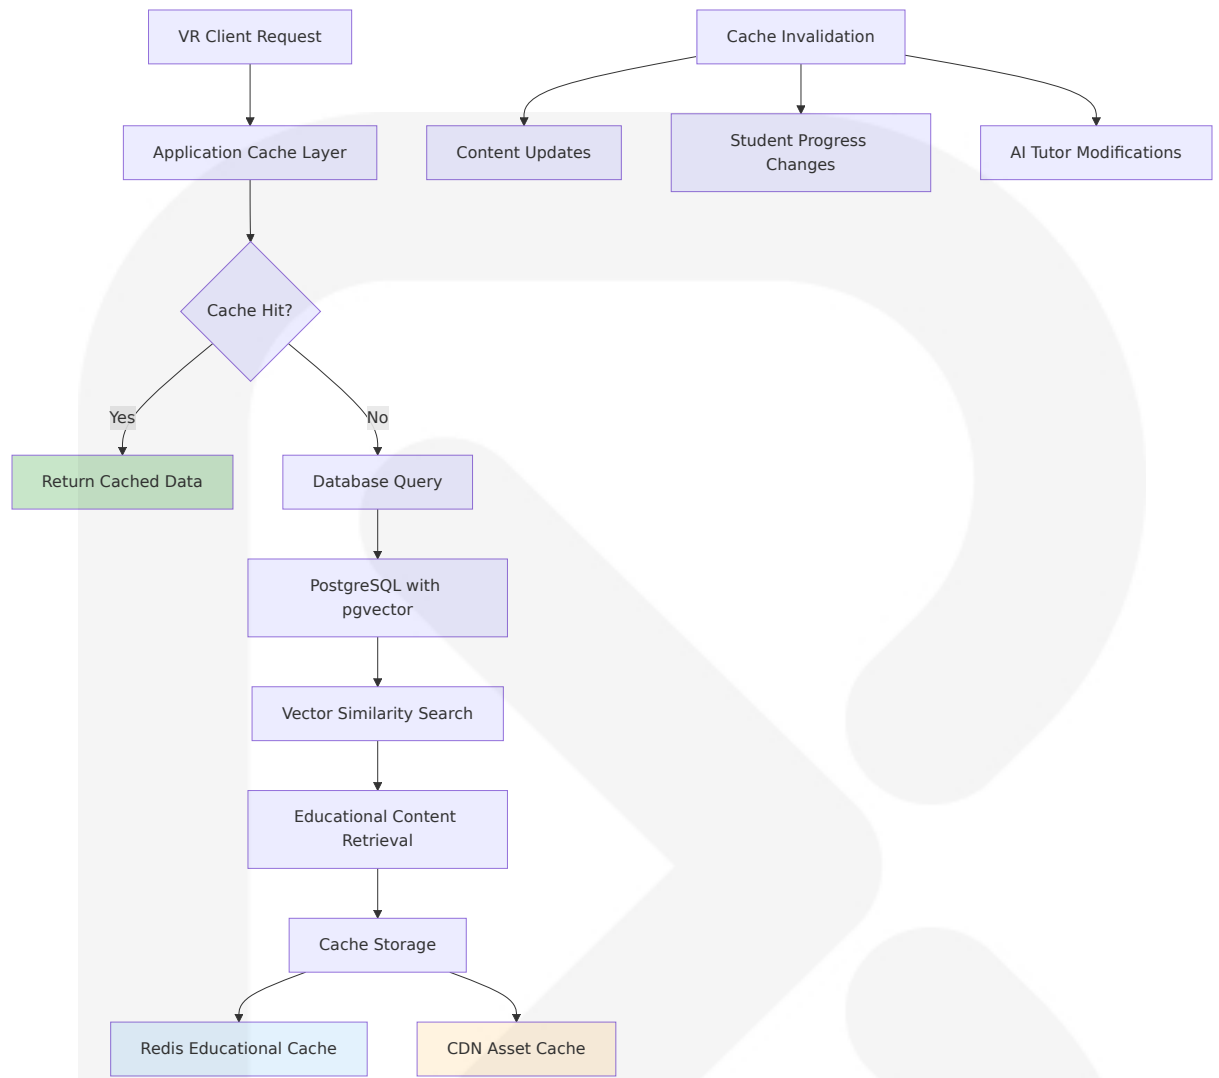 VR Client Request
Cache Invalidation
Application Cache Layer
Content Updates
Student Progress
Changes
AI Tutor Modifications
Cache Hit?
Yes
No
Return Cached Data
Database Query
PostgreSQL with
pgvector
Vector Similarity Search
Educational Content
Retrieval
Cache Storage
Redis Educational Cache
CDN Asset Cache